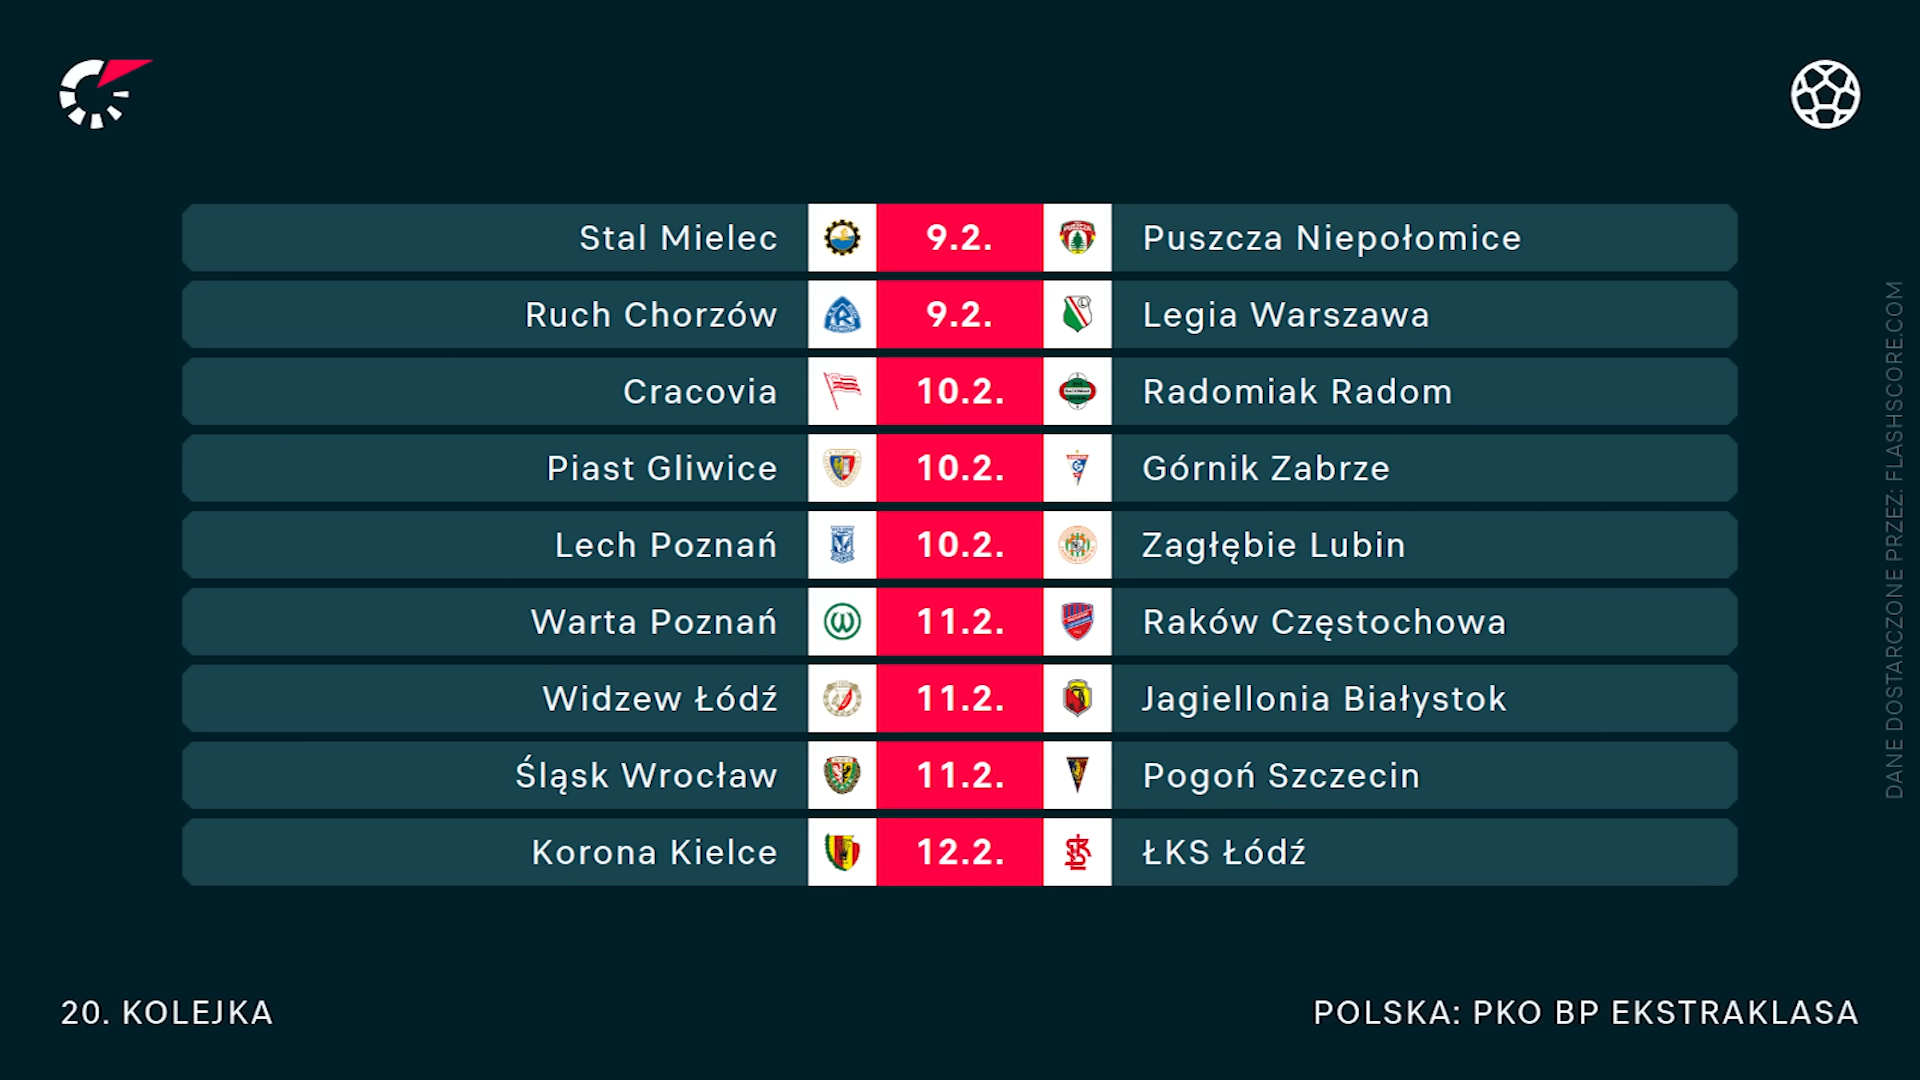 Stal Mielec 9.2. Puszcza Niepołomice
Ruch Chorzów 9.2. Legia Warszawa
Cracovia 10.2. Radomiak Radom
Piast Gliwice 10.2. Górnik Zabrze
Lech Poznań 10.2. Zagłębie Lubin
Warta Poznań 11.2. Raków Częstochowa
Widzew Łódź 11.2. Jagiellonia Białystok
Śląsk Wrocław 11.2. Pogoń Szczecin
Korona Kielce 12.2. ŁKS Łódź
DANE DOSTARCZONE PRZEZ: FLASHSCORE.COM
20. KOLEJKA
POLSKA: PKO BP EKSTRAKLASA